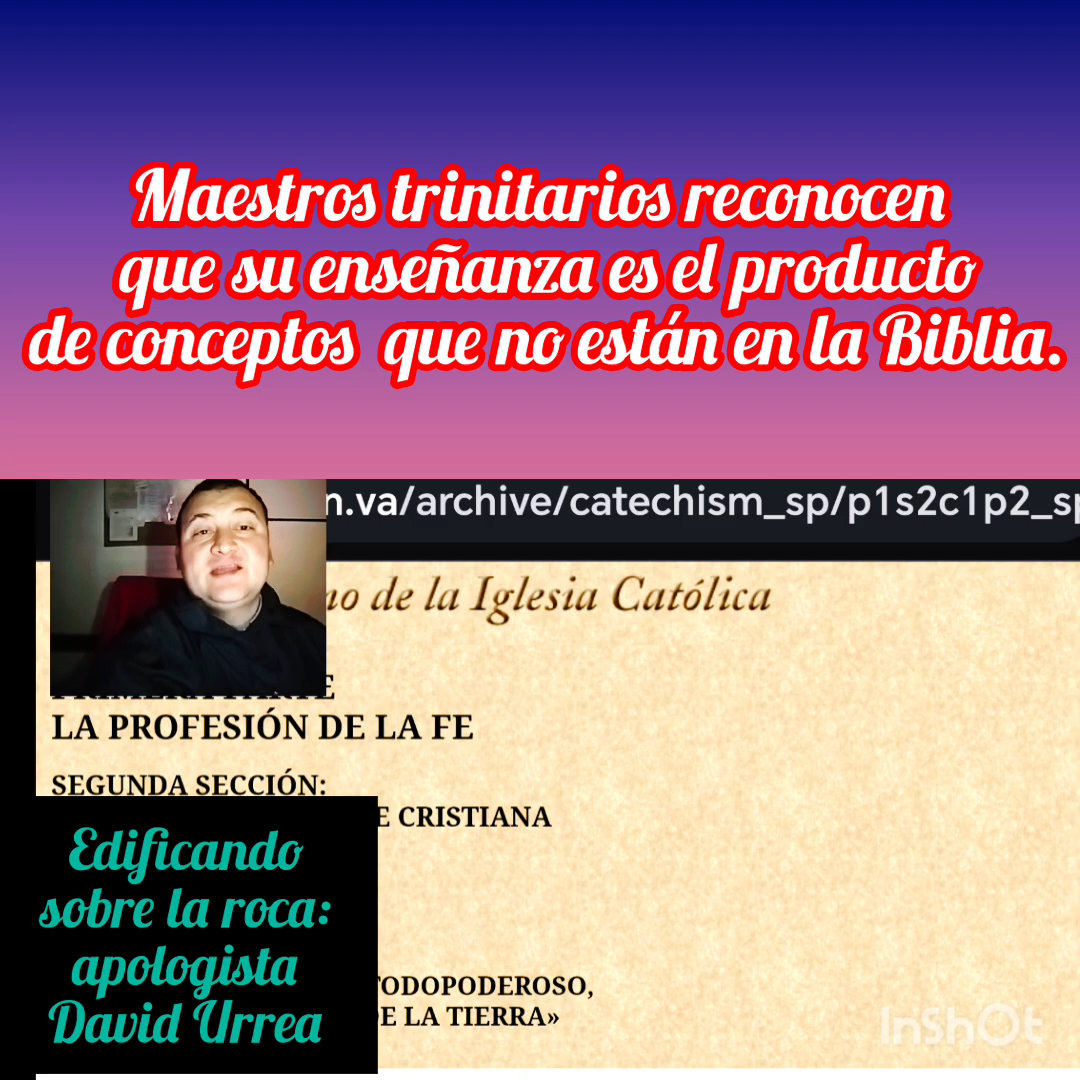 Maestros trinitarios reconocen
que su enseñanza es el producto
de conceptos que no están en la Biblia.
n.va/archive/catechism_sp/p1s2c1p2_sp
no de la Iglesia Católica
LA PROFESIÓN DE LA FE
SEGUNDA SECCIÓN:
E CRISTIANA
TODOPODEROSO,
DE LA TIERRA»
Edificando
sobre la roca:
apologista
David Urrea
InShOt